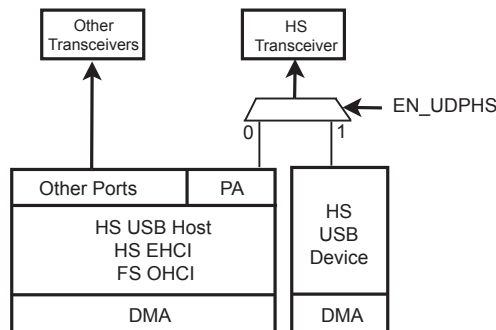 Other
Transceivers
HS
Transceiver
EN_UDPHS
0
1
Other Ports
PA
HS USB Host
HS EHCI
FS OHCI
DMA
HS
USB
Device
DMA